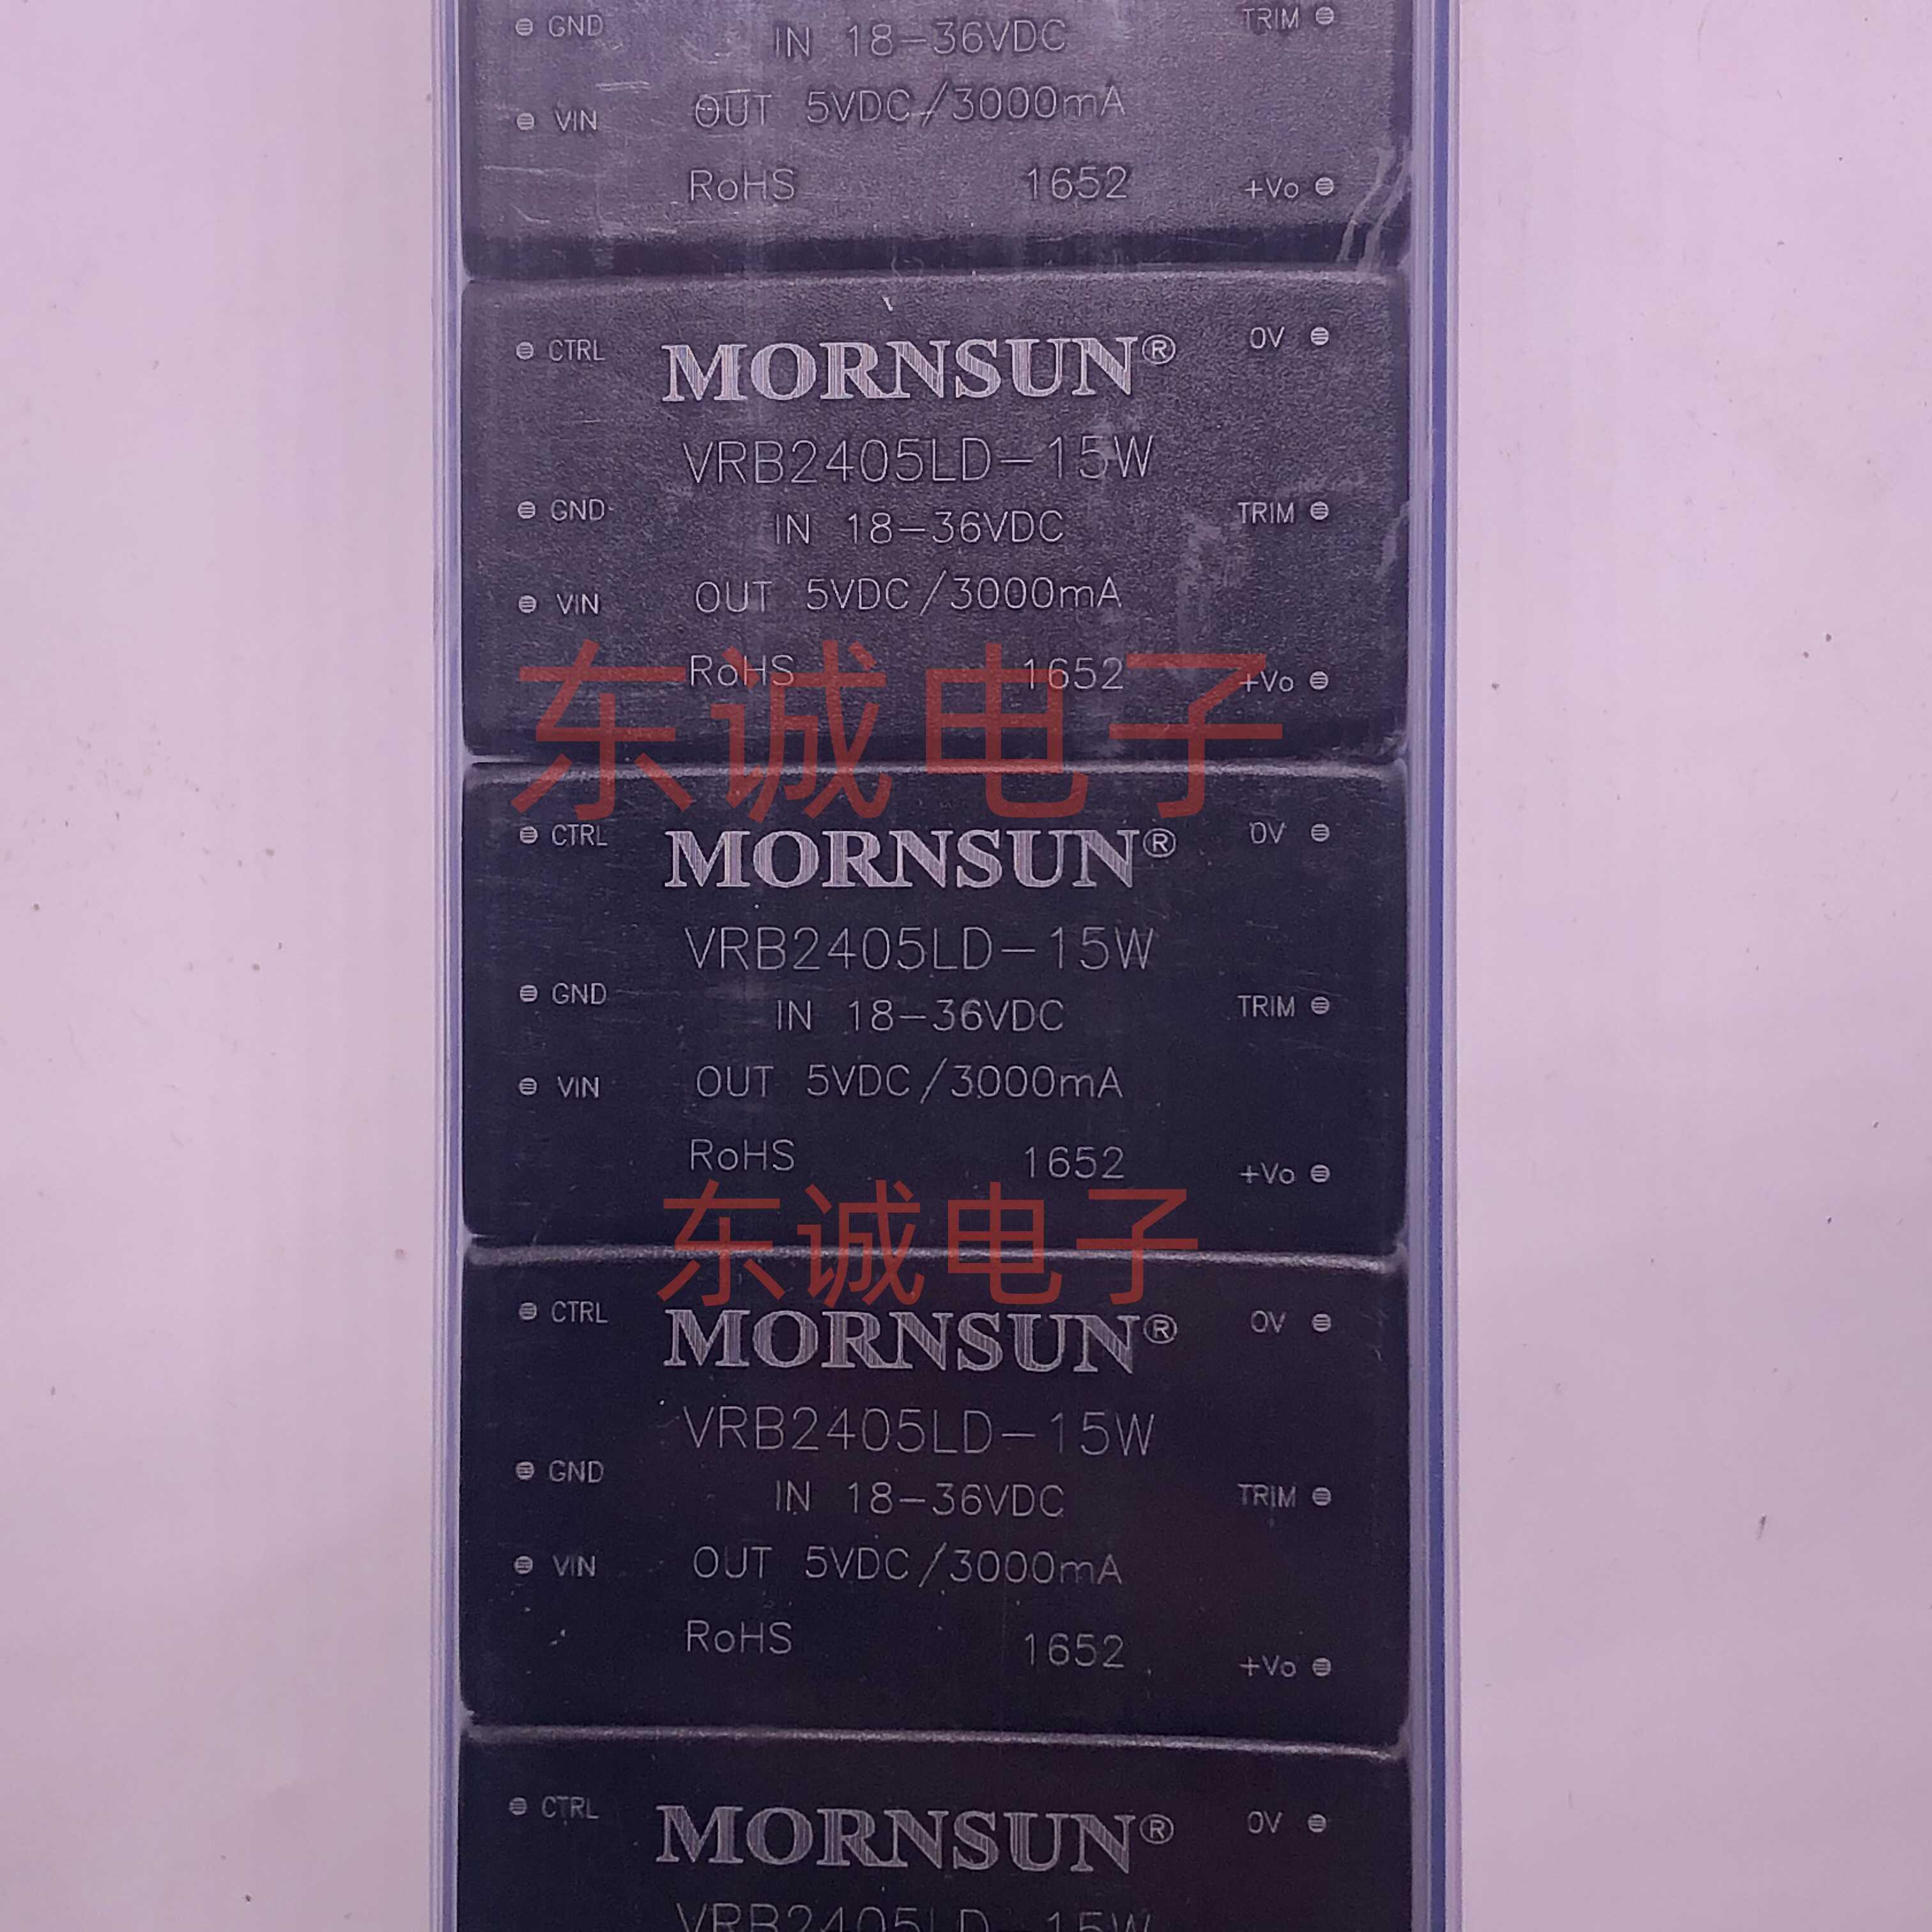 GND IN 18-36VDC TRIM
VIN OUT 5VDC/3000mA
RoHS 1652 +Vo
CTRL MORNSUN® 0V
VRB2405LD-15W
GND IN 18-36VDC TRIM
VIN OUT 5VDC/3000mA
RoHS 1652 +Vo
东诚电子
CTRL MORNSUN® 0V
VRB2405LD-15W
GND IN 18-36VDC TRIM
VIN OUT 5VDC/3000mA
RoHS 1652 +Vo
东诚电子
CTRL MORNSUN® 0V
VRB2405LD-15W
GND IN 18-36VDC TRIM
VIN OUT 5VDC/3000mA
RoHS 1652 +Vo
CTRL MORNSUN® 0V
VRB2405LD-15W